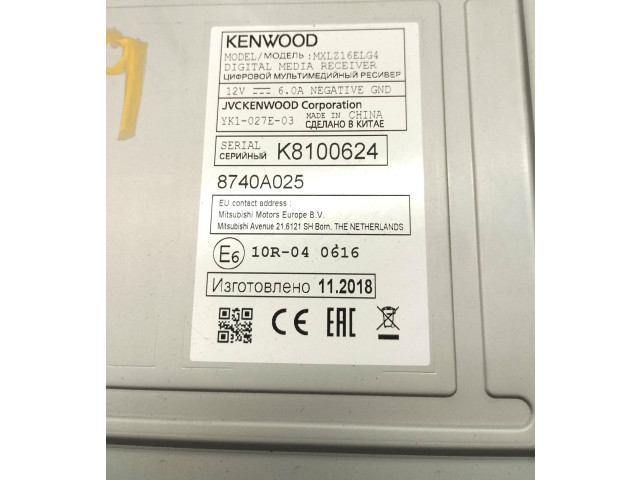 KENWOOD
MODEL/МОДЕЛЬ:MXLZ16ELG4
DIGITAL MEDIA RECEIVER
ЦИФРОВОЙ МУЛЬТИМЕДИЙНЫЙ РЕСИВЕР
12V 6.0A NEGATIVE GND
JVCKENWOOD Corporation
YK1-027E-03 MADE IN CHINA
СДЕЛАНО В КИТАЕ
SERIAL
СЕРИЙНЫЙ K8100624
8740A025
EU contact address :
Mitsubishi Motors Europe B.V.
Mitsubishi Avenue 21,6121 SH Born, THE NETHERLANDS
E6 10R-04 0616
Изготовлено 11.2018
CE EAC